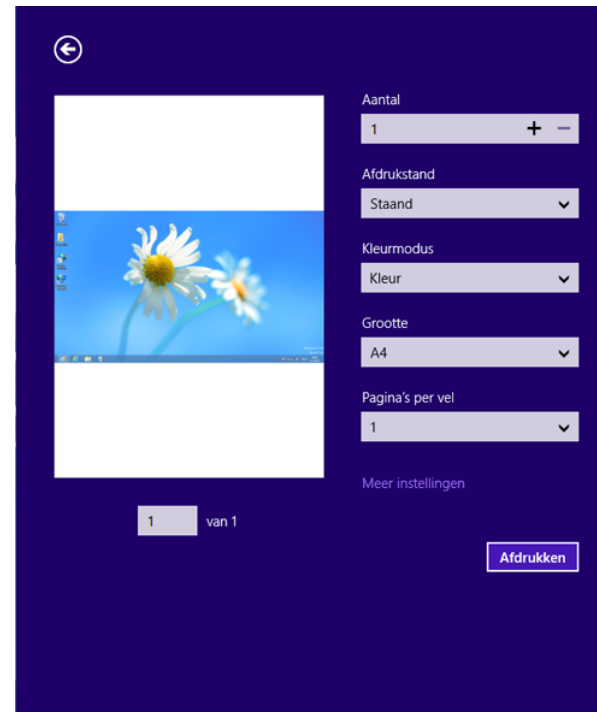 Aantal
1
Afdrukstand
Staand
Kleurmodus
Kleur
Grootte
A4
Pagina's per vel
1
Meer instellingen
1 van 1
Afdrukken